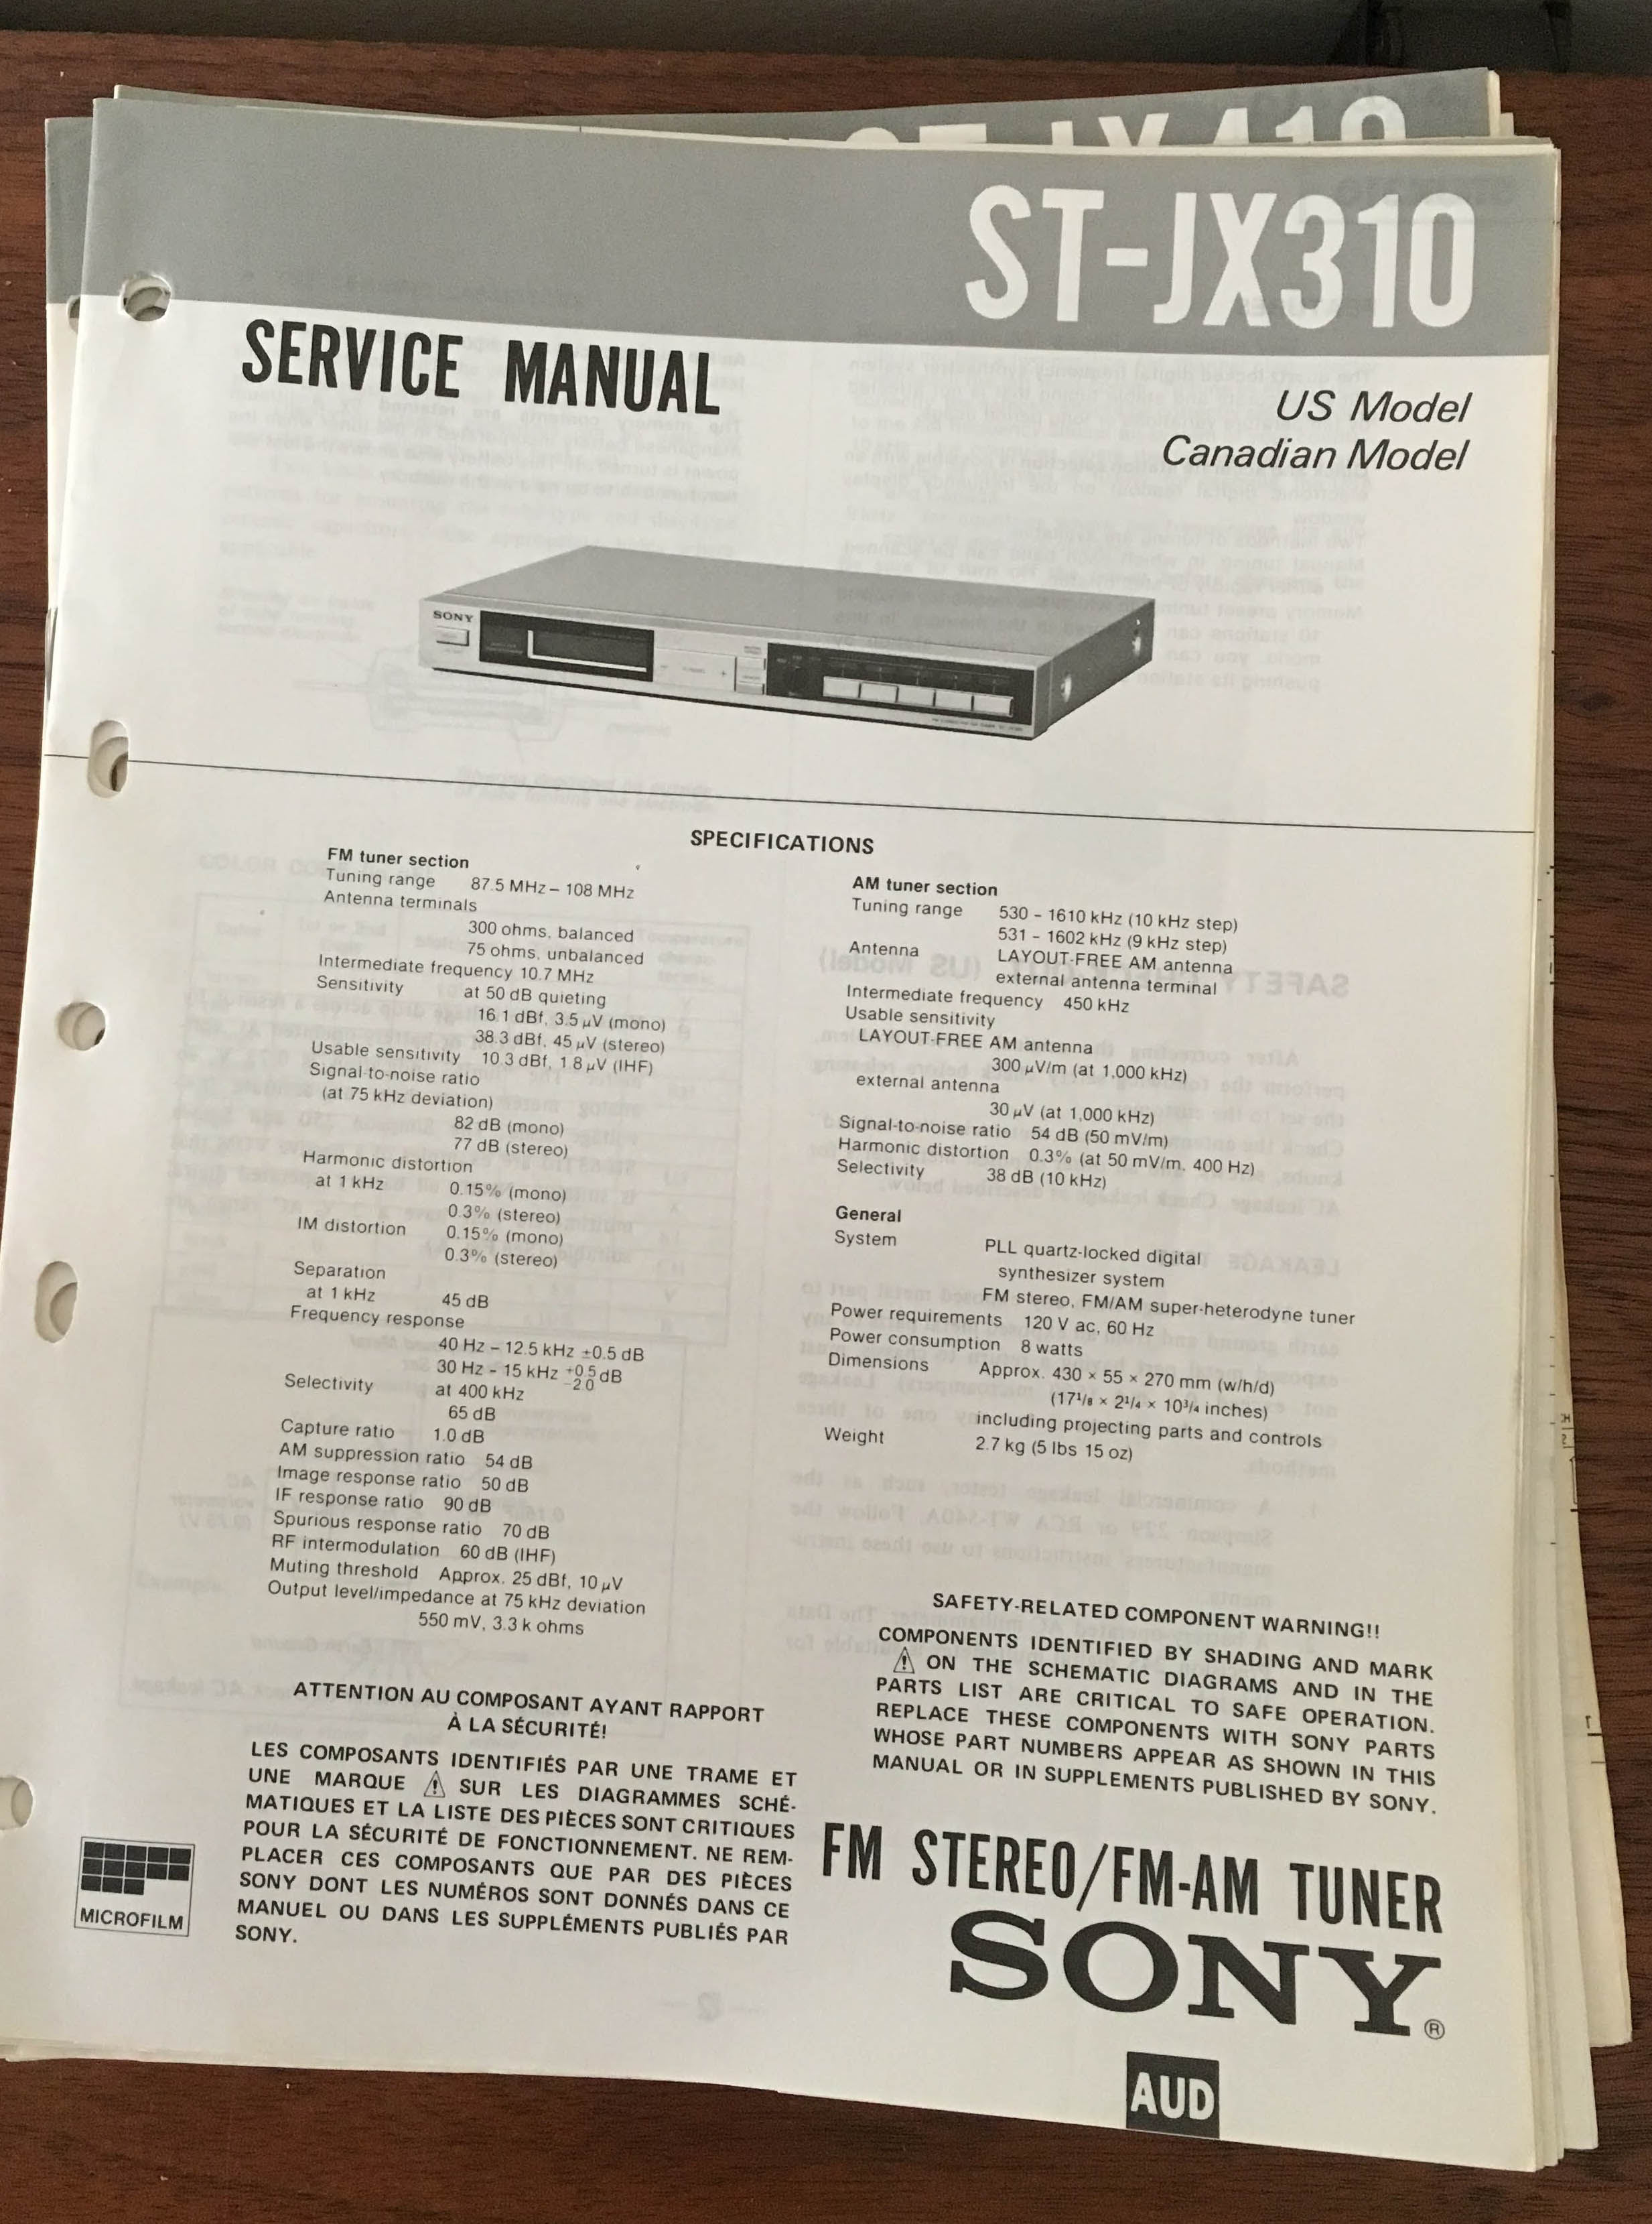 ST-JX410
ST-JX310
SERVICE MANUAL
US Model
Canadian Model
SONY
SPECIFICATIONS
FM tuner section
Tuning range 87.5 MHz – 108 MHz
Antenna terminals
300 ohms, balanced
75 ohms, unbalanced
Intermediate frequency 10.7 MHz
Sensitivity at 50 dB quieting
16.1 dBf, 3.5 µV (mono)
38.3 dBf, 45 µV (stereo)
Usable sensitivity 10.3 dBf, 1.8 µV (IHF)
Signal-to-noise ratio
(at 75 kHz deviation)
82 dB (mono)
77 dB (stereo)
Harmonic distortion
at 1 kHz 0.15% (mono)
0.3% (stereo)
IM distortion 0.15% (mono)
0.3% (stereo)
Separation
at 1 kHz 45 dB
Frequency response
40 Hz – 12.5 kHz ±0.5 dB
30 Hz – 15 kHz +0.5 -2.0 dB
Selectivity at 400 kHz
65 dB
Capture ratio 1.0 dB
AM suppression ratio 54 dB
Image response ratio 50 dB
IF response ratio 90 dB
Spurious response ratio 70 dB
RF intermodulation 60 dB (IHF)
Muting threshold Approx. 25 dBf, 10 µV
Output level/impedance at 75 kHz deviation
550 mV, 3.3 k ohms
AM tuner section
Tuning range 530 – 1610 kHz (10 kHz step)
531 – 1602 kHz (9 kHz step)
Antenna LAYOUT-FREE AM antenna
external antenna terminal
Intermediate frequency 450 kHz
Usable sensitivity
LAYOUT-FREE AM antenna
300 µV/m (at 1,000 kHz)
external antenna
30 µV (at 1,000 kHz)
Signal-to-noise ratio 54 dB (50 mV/m)
Harmonic distortion 0.3% (at 50 mV/m, 400 Hz)
Selectivity 38 dB (10 kHz)
General
System PLL quartz-locked digital
synthesizer system
FM stereo, FM/AM super-heterodyne tuner
Power requirements 120 V ac, 60 Hz
Power consumption 8 watts
Dimensions Approx. 430 × 55 × 270 mm (w/h/d)
(17 1/8 × 2 1/4 × 10 3/4 inches)
including projecting parts and controls
Weight 2.7 kg (5 lbs 15 oz)
ATTENTION AU COMPOSANT AYANT RAPPORT
À LA SÉCURITÉ!
LES COMPOSANTS IDENTIFIÉS PAR UNE TRAME ET
UNE MARQUE ⚠ SUR LES DIAGRAMMES SCHÉ-
MATIQUES ET LA LISTE DES PIÈCES SONT CRITIQUES
POUR LA SÉCURITÉ DE FONCTIONNEMENT. NE REM-
PLACER CES COMPOSANTS QUE PAR DES PIÈCES
SONY DONT LES NUMÉROS SONT DONNÉS DANS CE
MANUEL OU DANS LES SUPPLÉMENTS PUBLIÉS PAR
SONY.
SAFETY-RELATED COMPONENT WARNING!!
COMPONENTS IDENTIFIED BY SHADING AND MARK
⚠ ON THE SCHEMATIC DIAGRAMS AND IN THE
PARTS LIST ARE CRITICAL TO SAFE OPERATION.
REPLACE THESE COMPONENTS WITH SONY PARTS
WHOSE PART NUMBERS APPEAR AS SHOWN IN THIS
MANUAL OR IN SUPPLEMENTS PUBLISHED BY SONY.
MICROFILM
FM STEREO/FM-AM TUNER
SONY®
AUD